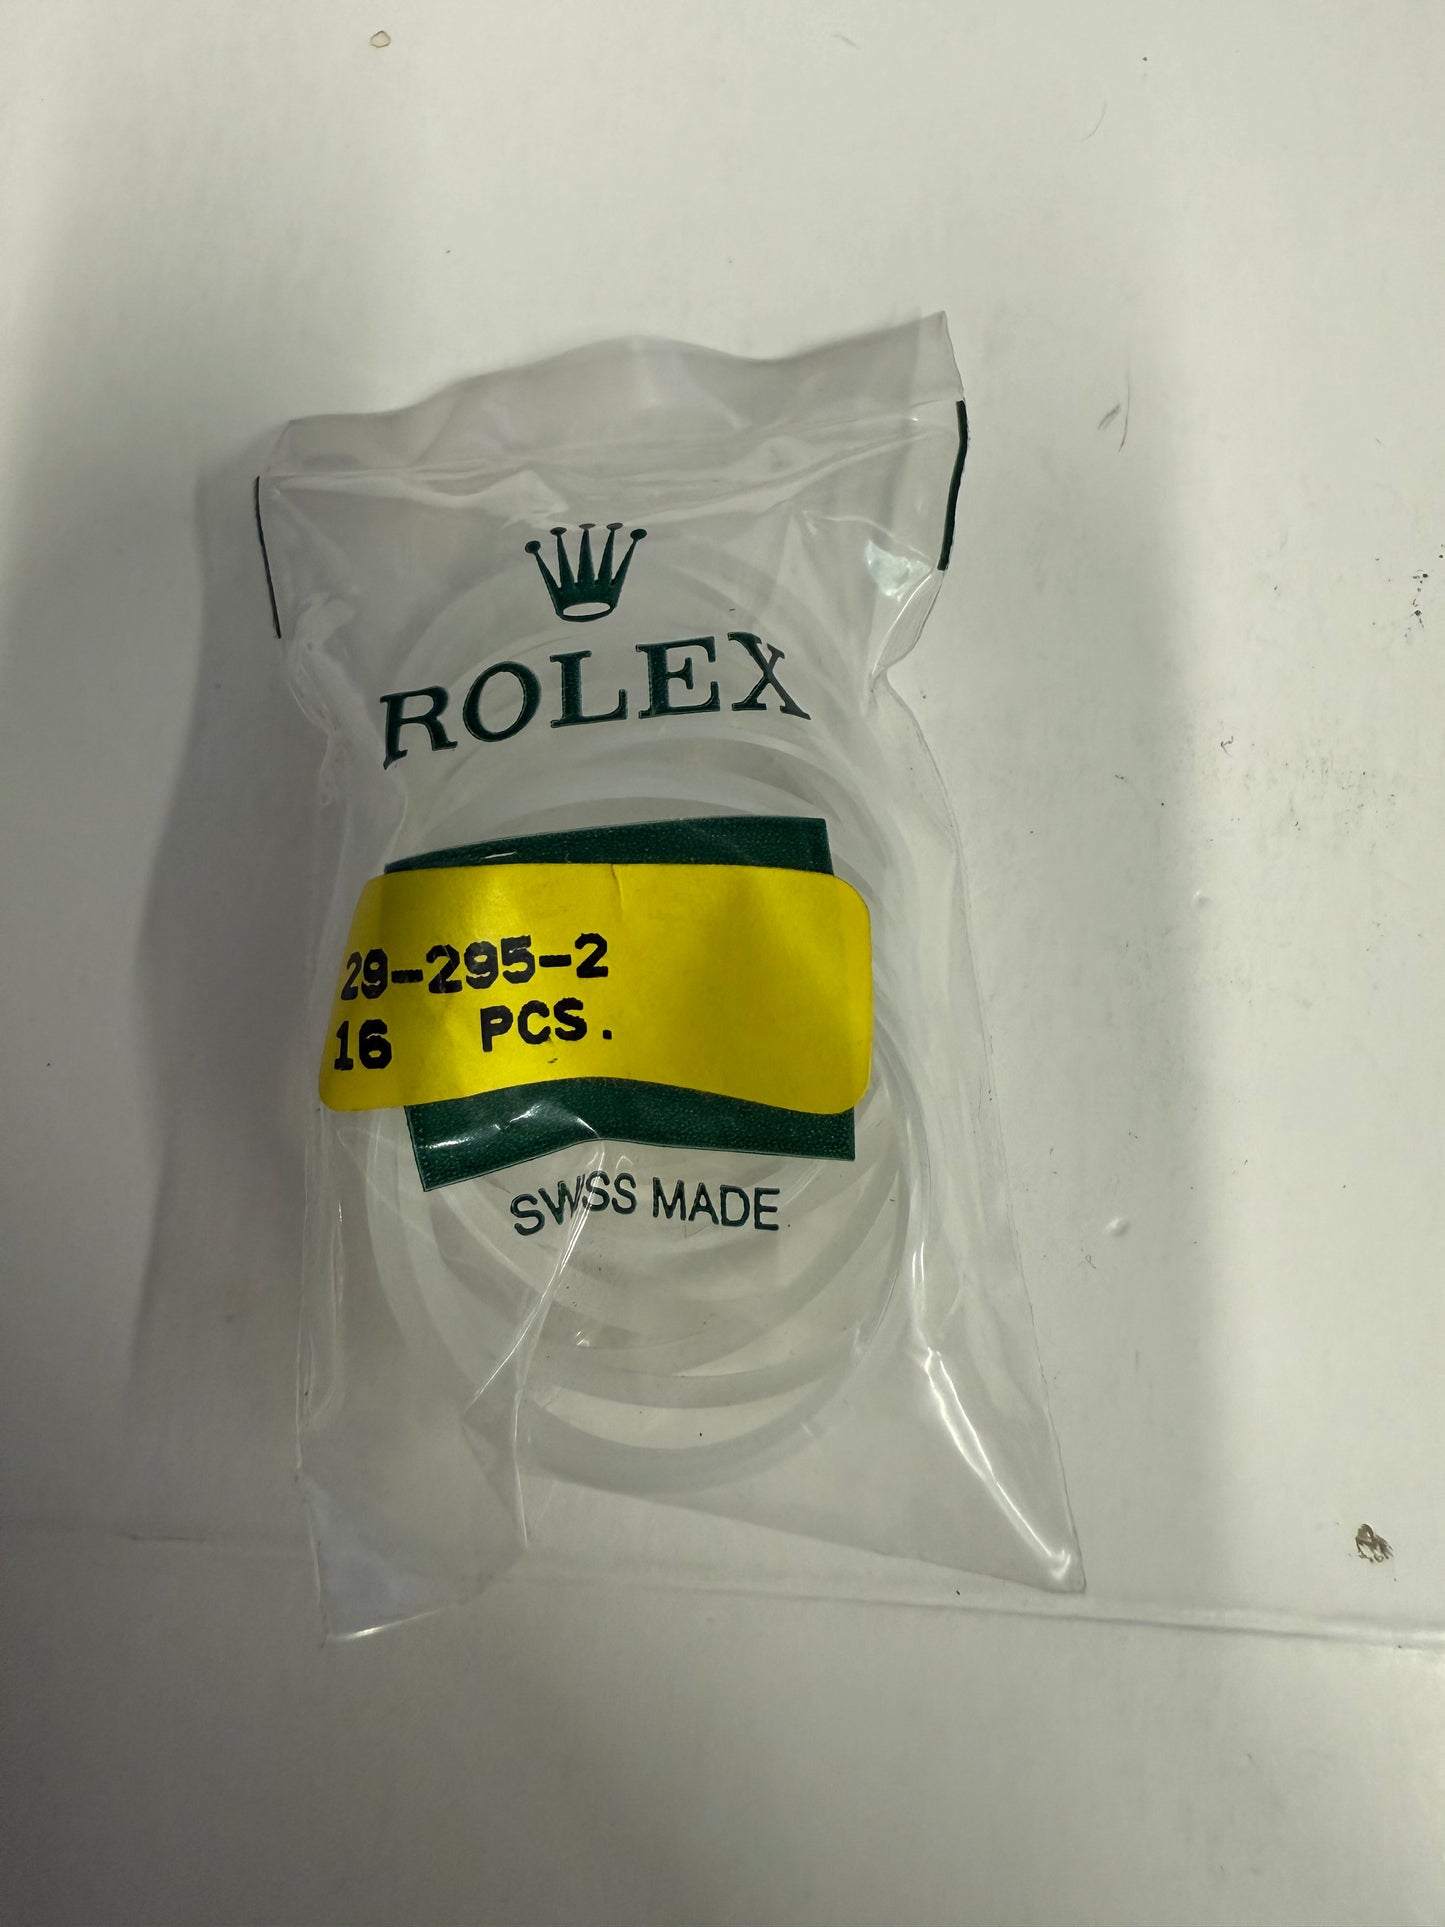 ROLEX
29-295-2
16 PCS.
SWISS MADE